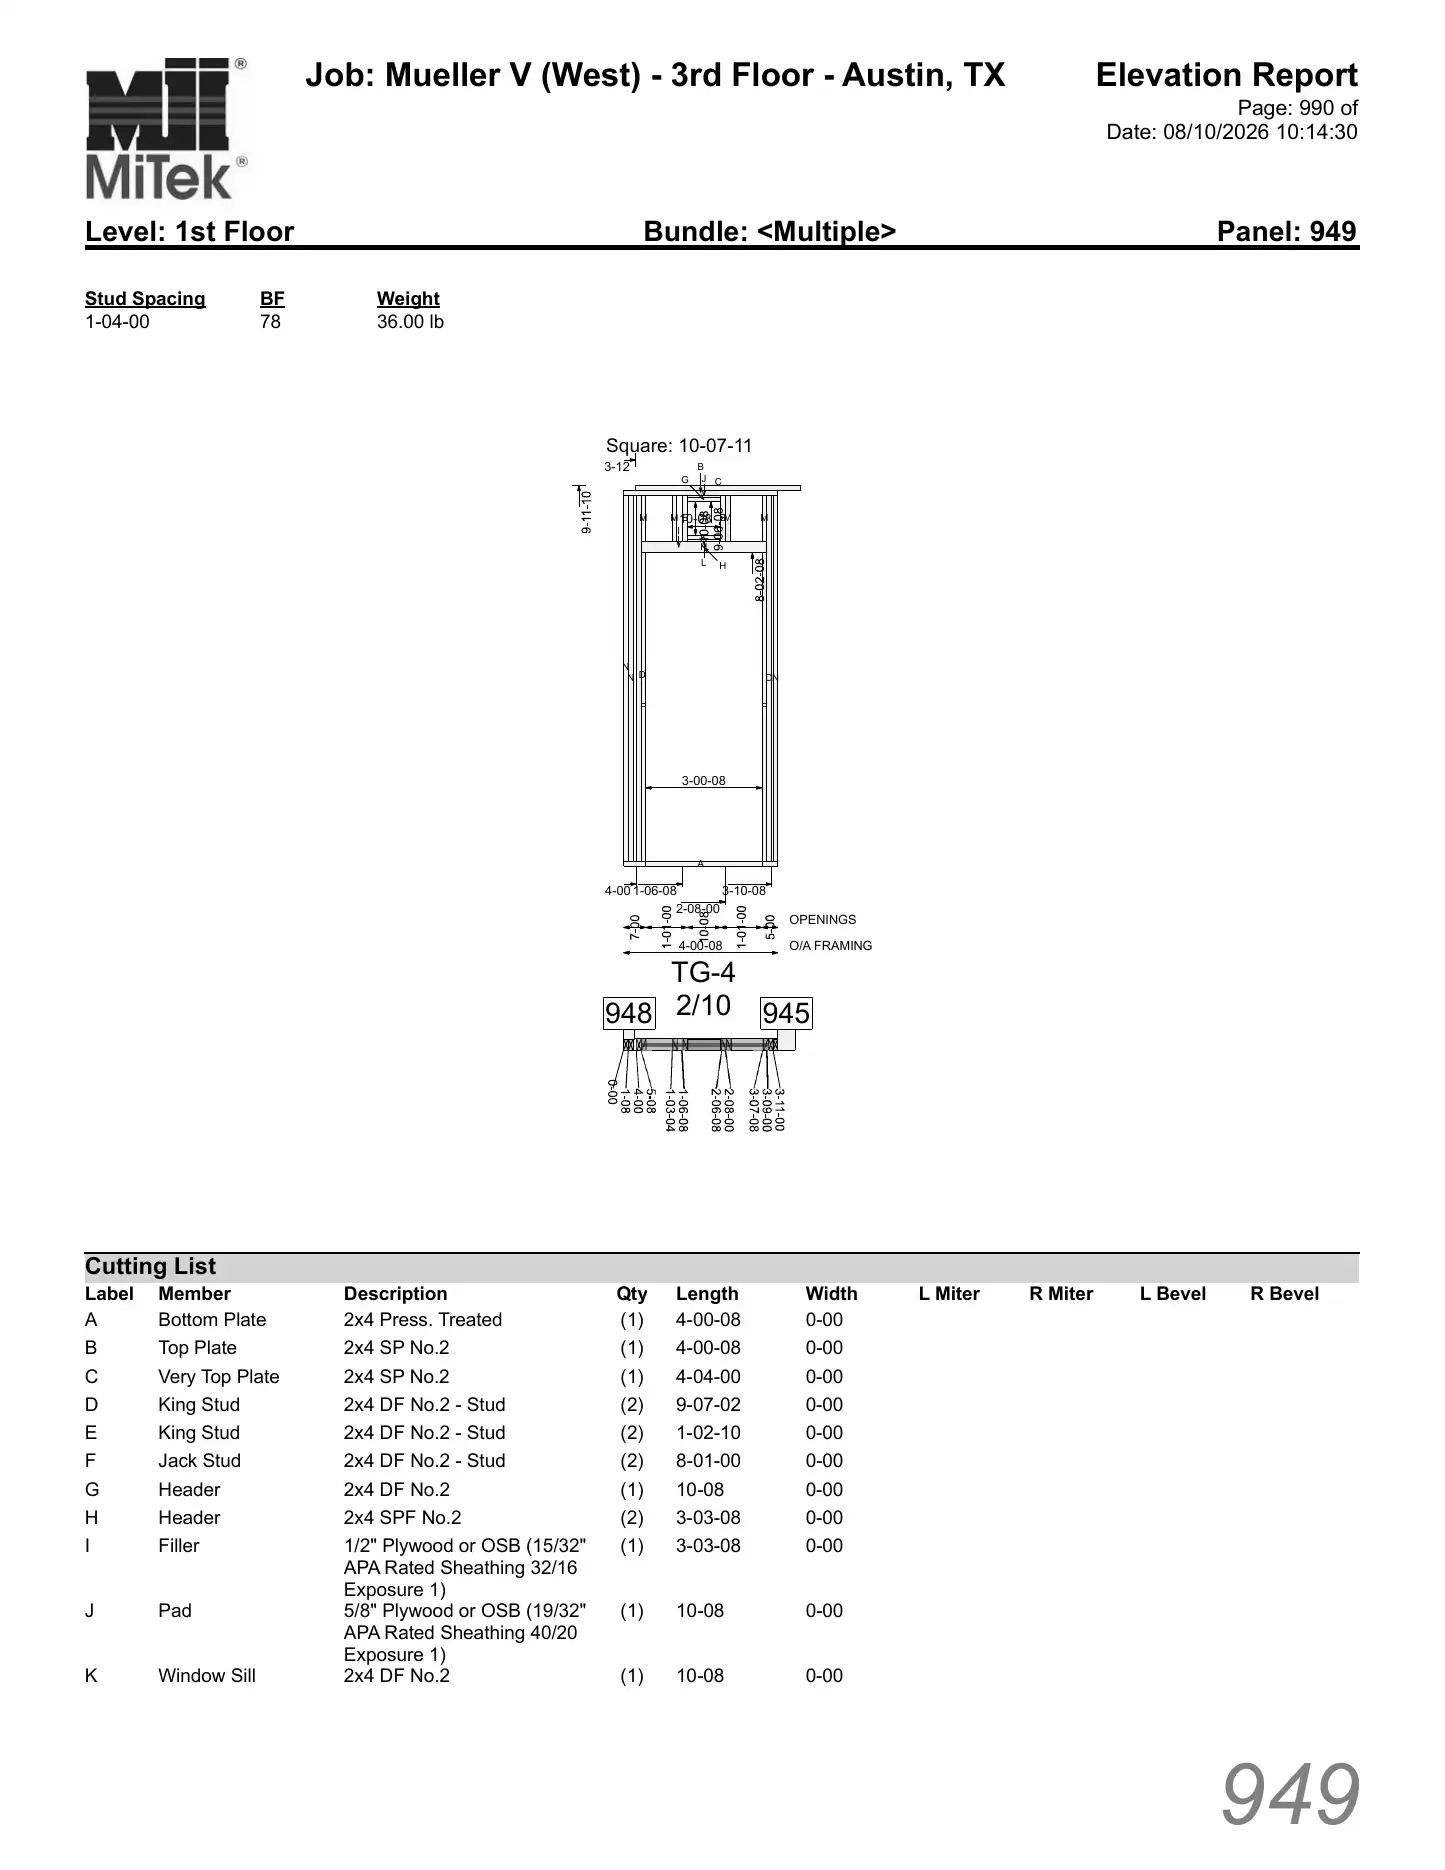 Job: Mueller V (West) - 3rd Floor - Austin, TX
Elevation Report
Page: 990 of
Date: 08/10/2026 10:14:30
MiTek®
Level: 1st Floor Bundle: <Multiple> Panel: 949
Stud Spacing BF Weight
1-04-00 78 36.00 lb
Square: 10-07-11
3-12
B
G J C
9-11-10
M M M M
10-08
9-00-08
L H
8-02-08
N
N D
N
3-00-08
A
4-00 1-06-08 3-10-08
2-08-00
7-00 1-01-00 10-08 1-01-00 5-00 OPENINGS
4-00-08 O/A FRAMING
TG-4
2/10
948 945
0-00 1-08 4-00 5-08 1-03-04 1-06-08 2-06-08 2-08-00 3-07-08 3-09-00 3-11-00
Cutting List
Label Member Description Qty Length Width L Miter R Miter L Bevel R Bevel
A Bottom Plate 2x4 Press. Treated (1) 4-00-08 0-00
B Top Plate 2x4 SP No.2 (1) 4-00-08 0-00
C Very Top Plate 2x4 SP No.2 (1) 4-04-00 0-00
D King Stud 2x4 DF No.2 - Stud (2) 9-07-02 0-00
E King Stud 2x4 DF No.2 - Stud (2) 1-02-10 0-00
F Jack Stud 2x4 DF No.2 - Stud (2) 8-01-00 0-00
G Header 2x4 DF No.2 (1) 10-08 0-00
H Header 2x4 SPF No.2 (2) 3-03-08 0-00
I Filler 1/2" Plywood or OSB (15/32" (1) 3-03-08 0-00
APA Rated Sheathing 32/16
Exposure 1)
J Pad 5/8" Plywood or OSB (19/32" (1) 10-08 0-00
APA Rated Sheathing 40/20
Exposure 1)
K Window Sill 2x4 DF No.2 (1) 10-08 0-00
949